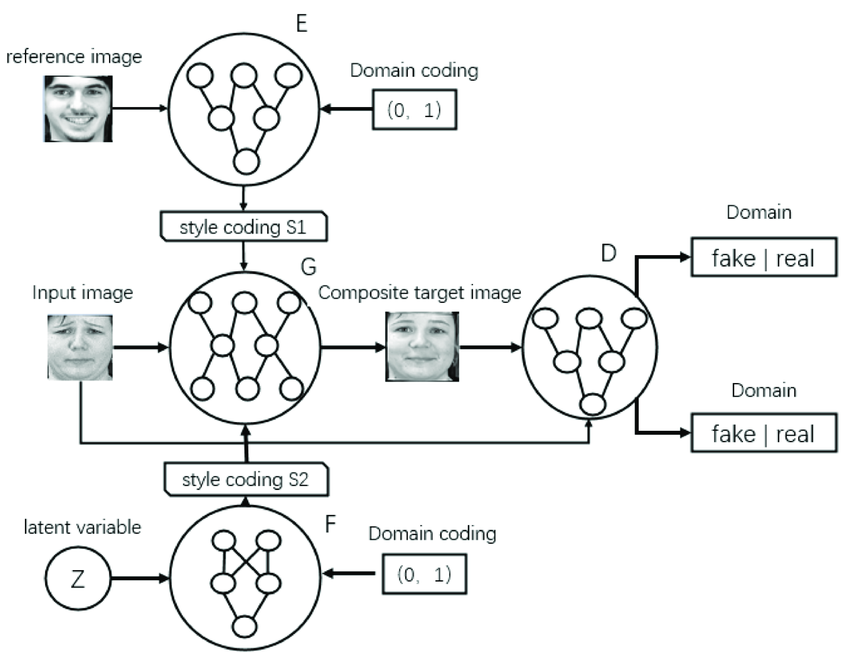 E
reference image
Domain coding
(0, 1)
style coding S1
Domain
fake | real
G
D
Input image
Composite target image
Domain
fake | real
style coding S2
latent variable
F
Domain coding
Z
(0, 1)